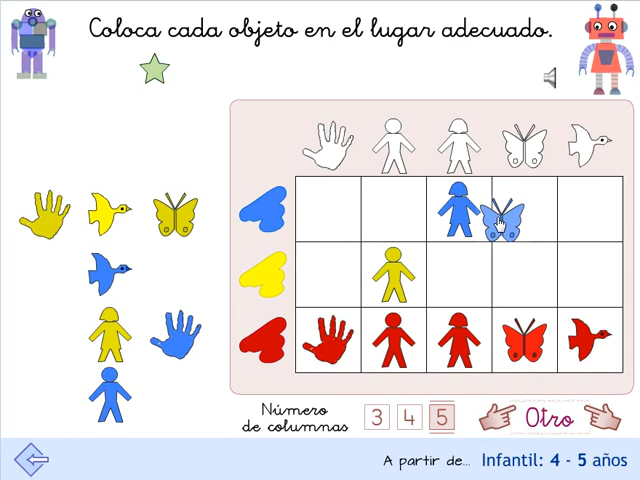 Coloca cada objeto en el lugar adecuado.
Número
de columnas
3 4 5
Otro
A partir de... Infantil: 4 - 5 años